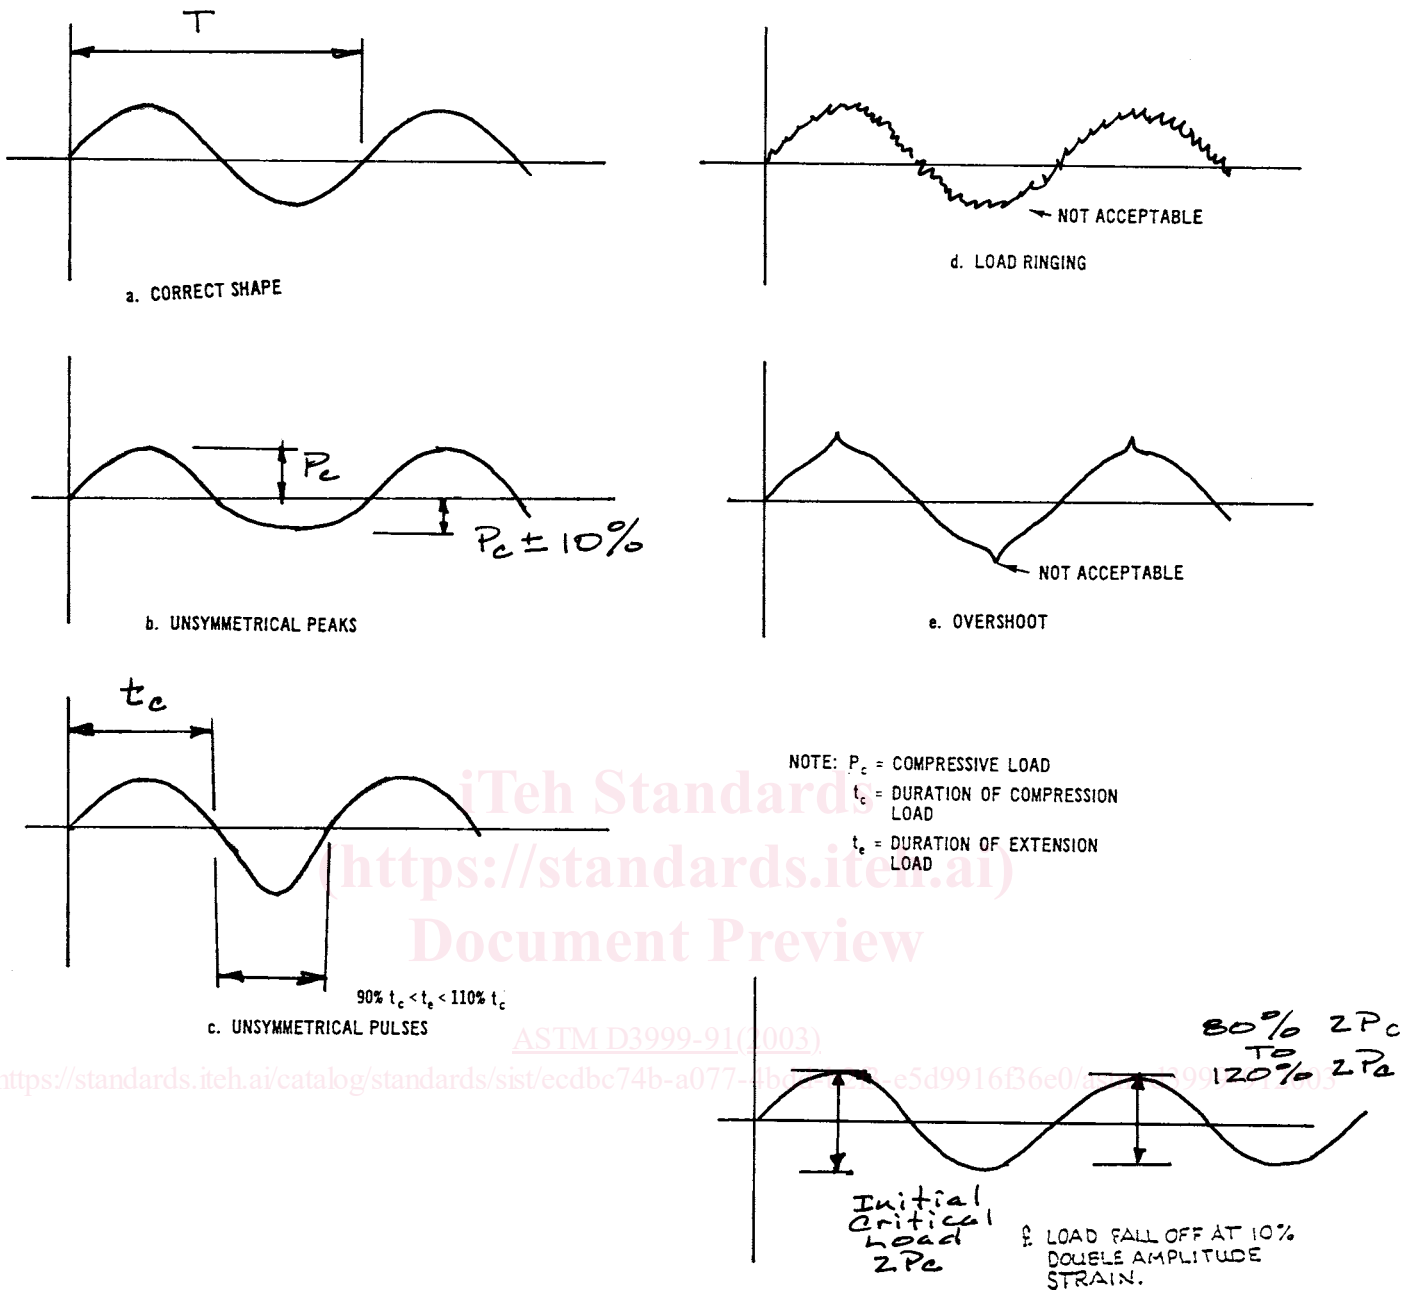 T
a. CORRECT SHAPE
NOT ACCEPTABLE
d. LOAD RINGING
Pc
Pc ± 10%
b. UNSYMMETRICAL PEAKS
NOT ACCEPTABLE
e. OVERSHOOT
tc
90% tc < te < 110% tc
c. UNSYMMETRICAL PULSES
NOTE: Pc = COMPRESSIVE LOAD
tc = DURATION OF COMPRESSION
LOAD
te = DURATION OF EXTENSION
LOAD
iTeh Standards
(https://standards.iteh.ai)
Document Preview
ASTM D3999-91(2003)
80% 2Pc
TO
120% 2Pc
Initial
Critical
Load
2Pc
f. LOAD FALL OFF AT 10%
DOUBLE AMPLITUDE
STRAIN.